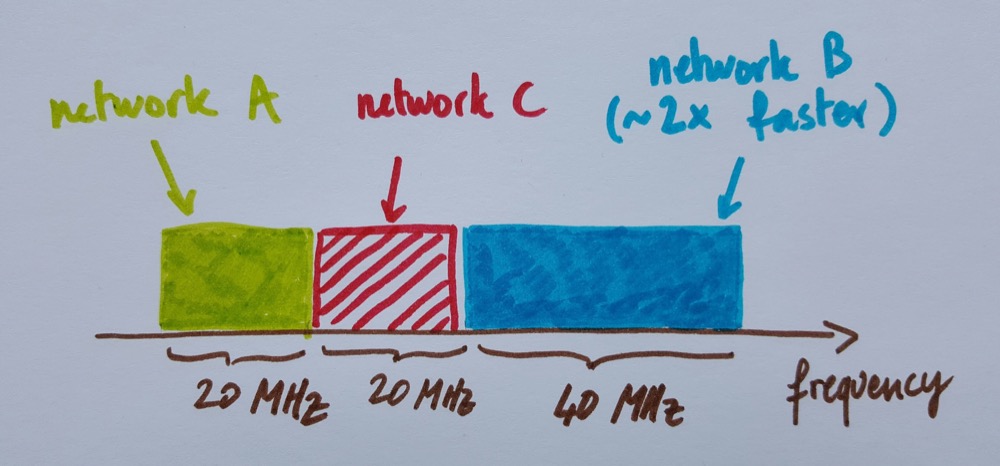 network A
network C
network B
(~2x faster)
20 MHz
20 MHz
40 MHz
frequency